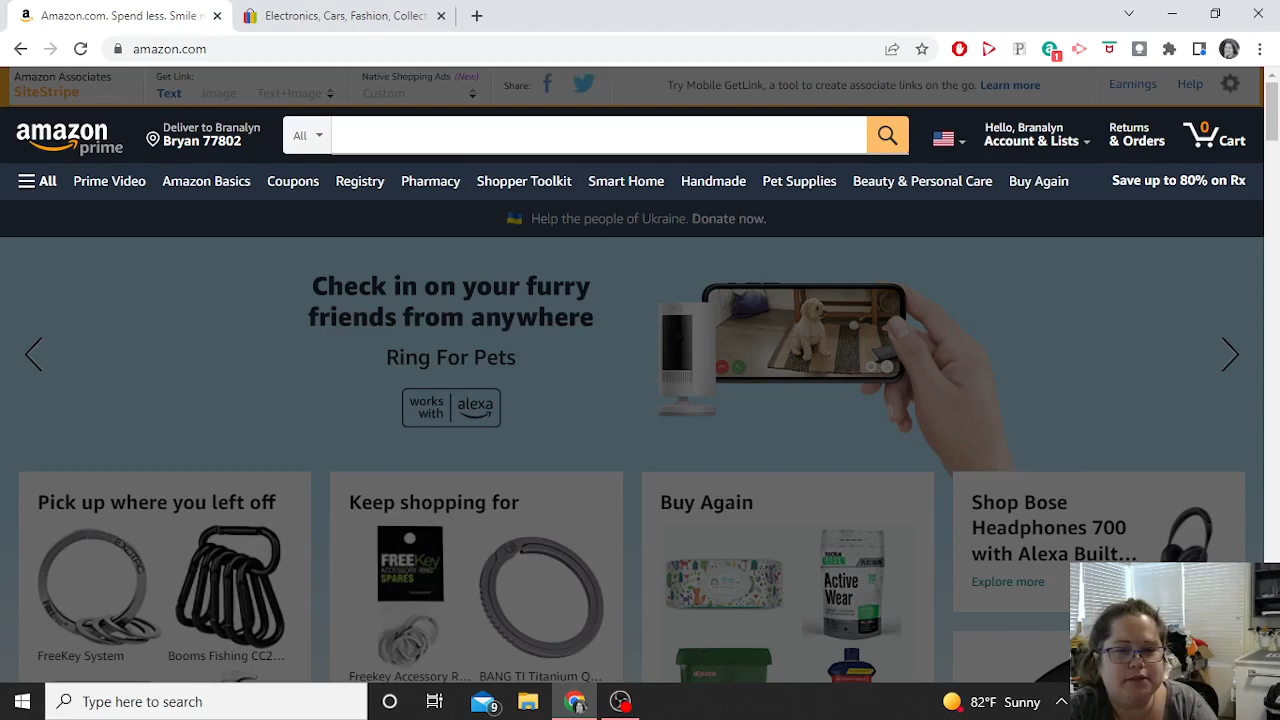 Amazon.com. Spend less. Smile
Electronics, Cars, Fashion, Collect
amazon.com
1
Amazon Associates
SiteStripe
Get Link:
Text
Image
Text+Image
Native Shopping Ads (New)
Custom
Share:
Try Mobile GetLink, a tool to create associate links on the go. Learn more
Earnings
Help
amazon
prime
Deliver to Branalyn
Bryan 77802
All
Hello, Branalyn
Account & Lists
Returns
& Orders
0
Cart
All
Prime Video
Amazon Basics
Coupons
Registry
Pharmacy
Shopper Toolkit
Smart Home
Handmade
Pet Supplies
Beauty & Personal Care
Buy Again
Save up to 80% on Rx
Help the people of Ukraine. Donate now.
Check in on your furry
friends from anywhere
Ring For Pets
works
with
alexa
Pick up where you left off
FreeKey System
Booms Fishing CC2...
Keep shopping for
FREEKey
ACCESSORY RING
SPARES
Freekey Accessory R...
BANG TI Titanium Q...
Buy Again
GREEN
Active
Wear
Shop Bose
Headphones 700
with Alexa Built...
Explore more
Type here to search
9
82°F Sunny